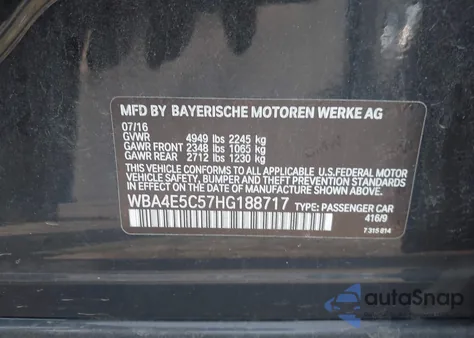 MFD BY BAYERISCHE MOTOREN WERKE AG
07/16
GVWR 4949 lbs 2245 kg
GAWR FRONT 2348 lbs 1065 kg
GAWR REAR 2712 lbs 1230 kg
THIS VEHICLE CONFORMS TO ALL APPLICABLE U.S.FEDERAL MOTOR
VEHICLE SAFETY, BUMPER AND THEFT PREVENTION STANDARDS IN
EFFECT ON THE DATE OF MANUFACTURE SHOWN ABOVE.
WBA4E5C57HG188717 TYPE: PASSENGER CAR
416/9
7 315 614
autoSnap